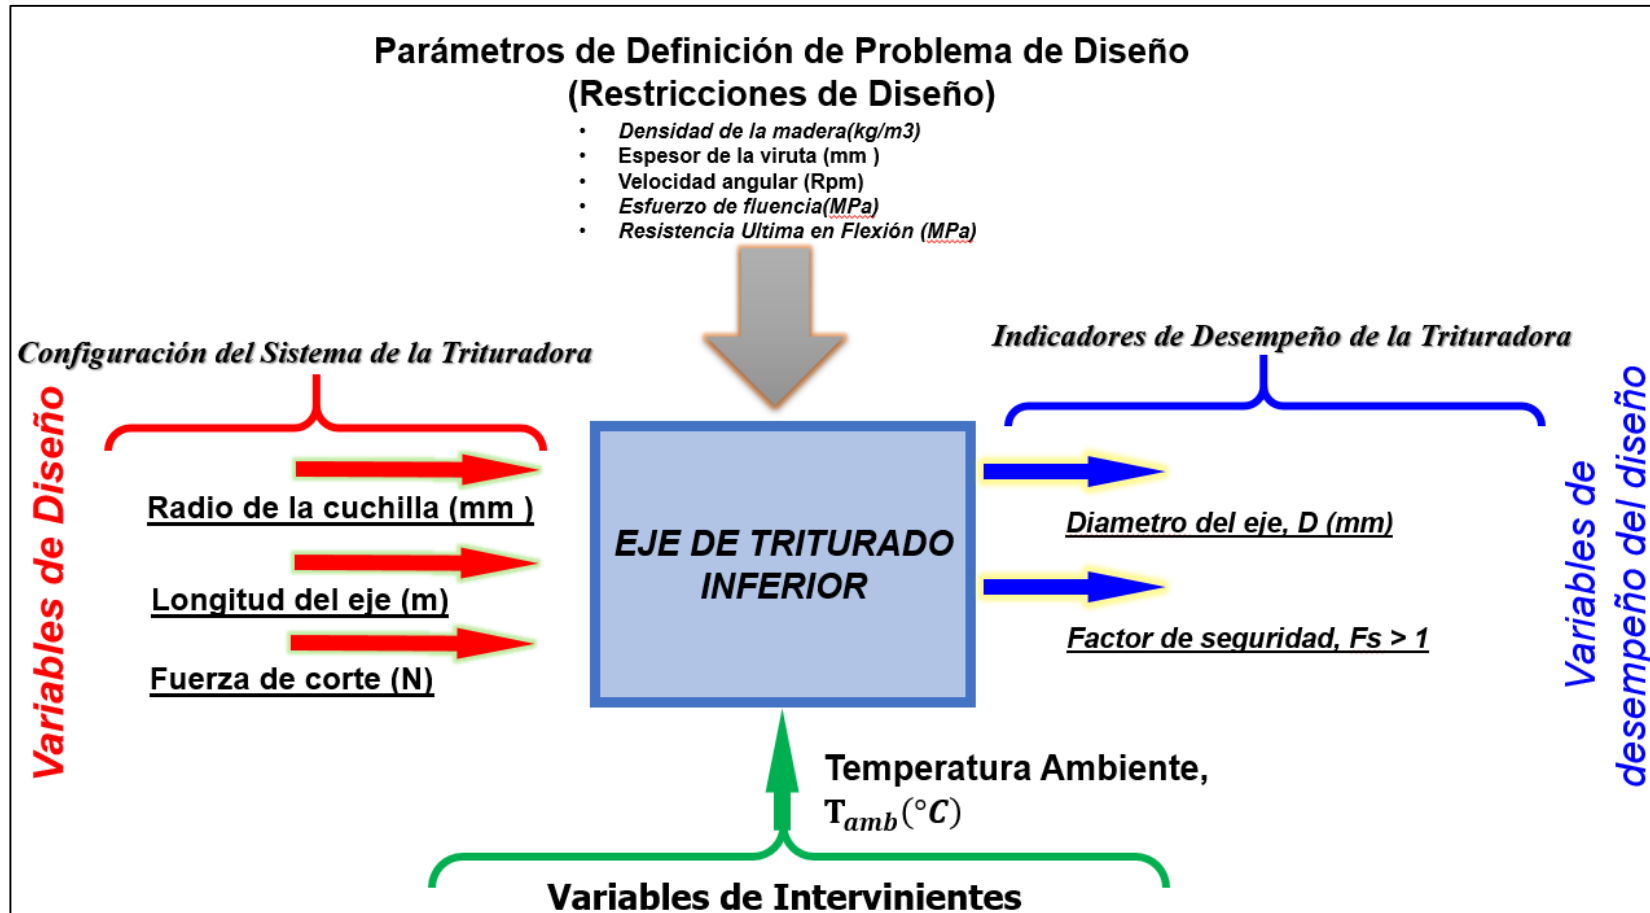 Parámetros de Definición de Problema de Diseño
(Restricciones de Diseño)
• Densidad de la madera(kg/m3)
• Espesor de la viruta (mm )
• Velocidad angular (Rpm)
• Esfuerzo de fluencia(MPa)
• Resistencia Ultima en Flexión (MPa)
Configuración del Sistema de la Trituradora
Indicadores de Desempeño de la Trituradora
Variables de Diseño
Radio de la cuchilla (mm )
Longitud del eje (m)
Fuerza de corte (N)
EJE DE TRITURADO
INFERIOR
Diametro del eje, D (mm)
Factor de seguridad, Fs > 1
Variables de
desempeño del diseño
Temperatura Ambiente,
T_amb(°C)
Variables de Intervinientes